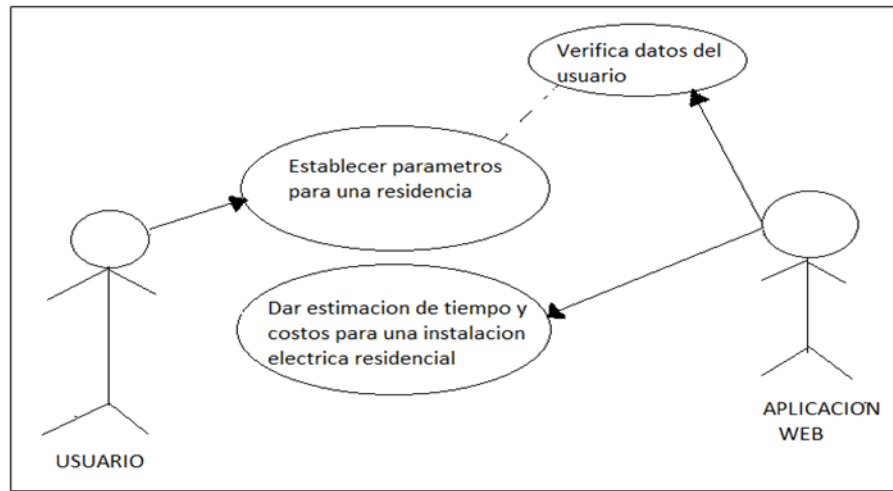 Verifica datos del
usuario
Establecer parametros
para una residencia
Dar estimacion de tiempo y
costos para una instalacion
electrica residencial
USUARIO
APLICACION
WEB